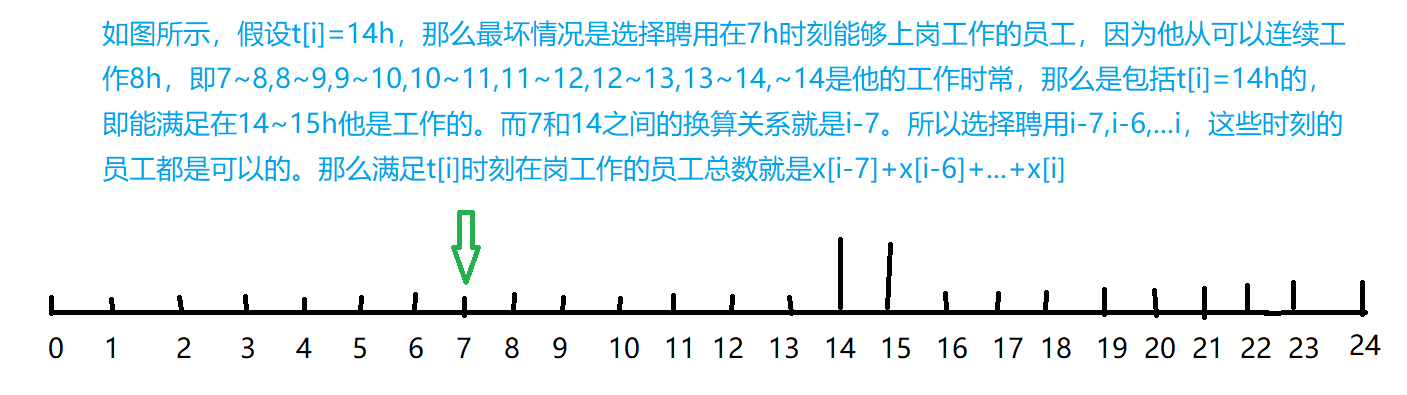 如图所示，假设t[i]=14h，那么最坏情况是选择聘用在7h时刻能够上岗工作的员工，因为他从可以连续工
作8h，即7~8,8~9,9~10,10~11,11~12,12~13,13~14,~14是他的工作时常，那么是包括t[i]=14h的，
即能满足在14~15h他是工作的。而7和14之间的换算关系就是i-7。所以选择聘用i-7,i-6,...i，这些时刻的
员工都是可以的。那么满足t[i]时刻在岗工作的员工总数就是x[i-7]+x[i-6]+...+x[i]
0 1 2 3 4 5 6 7 8 9 10 11 12 13 14 15 16 17 18 19 20 21 22 23 24